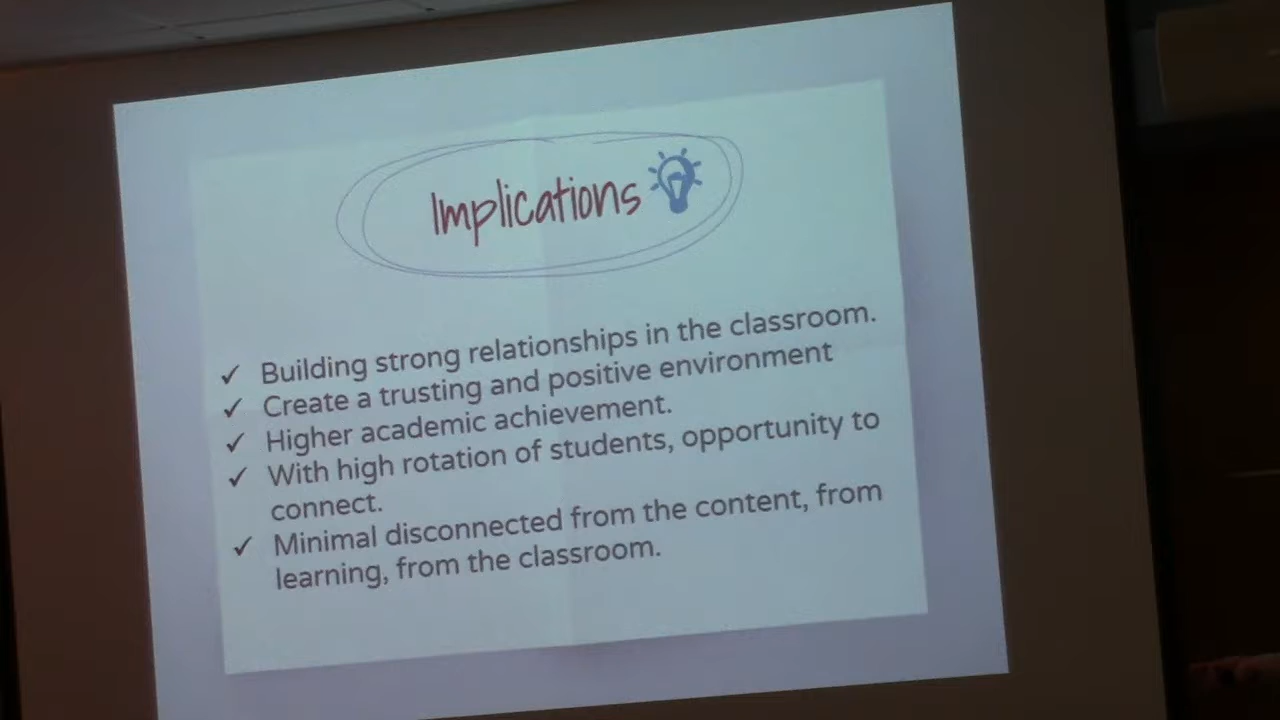 Implications
✓ Building strong relationships in the classroom.
✓ Create a trusting and positive environment
✓ Higher academic achievement.
✓ With high rotation of students, opportunity to
connect.
✓ Minimal disconnected from the content, from
learning, from the classroom.